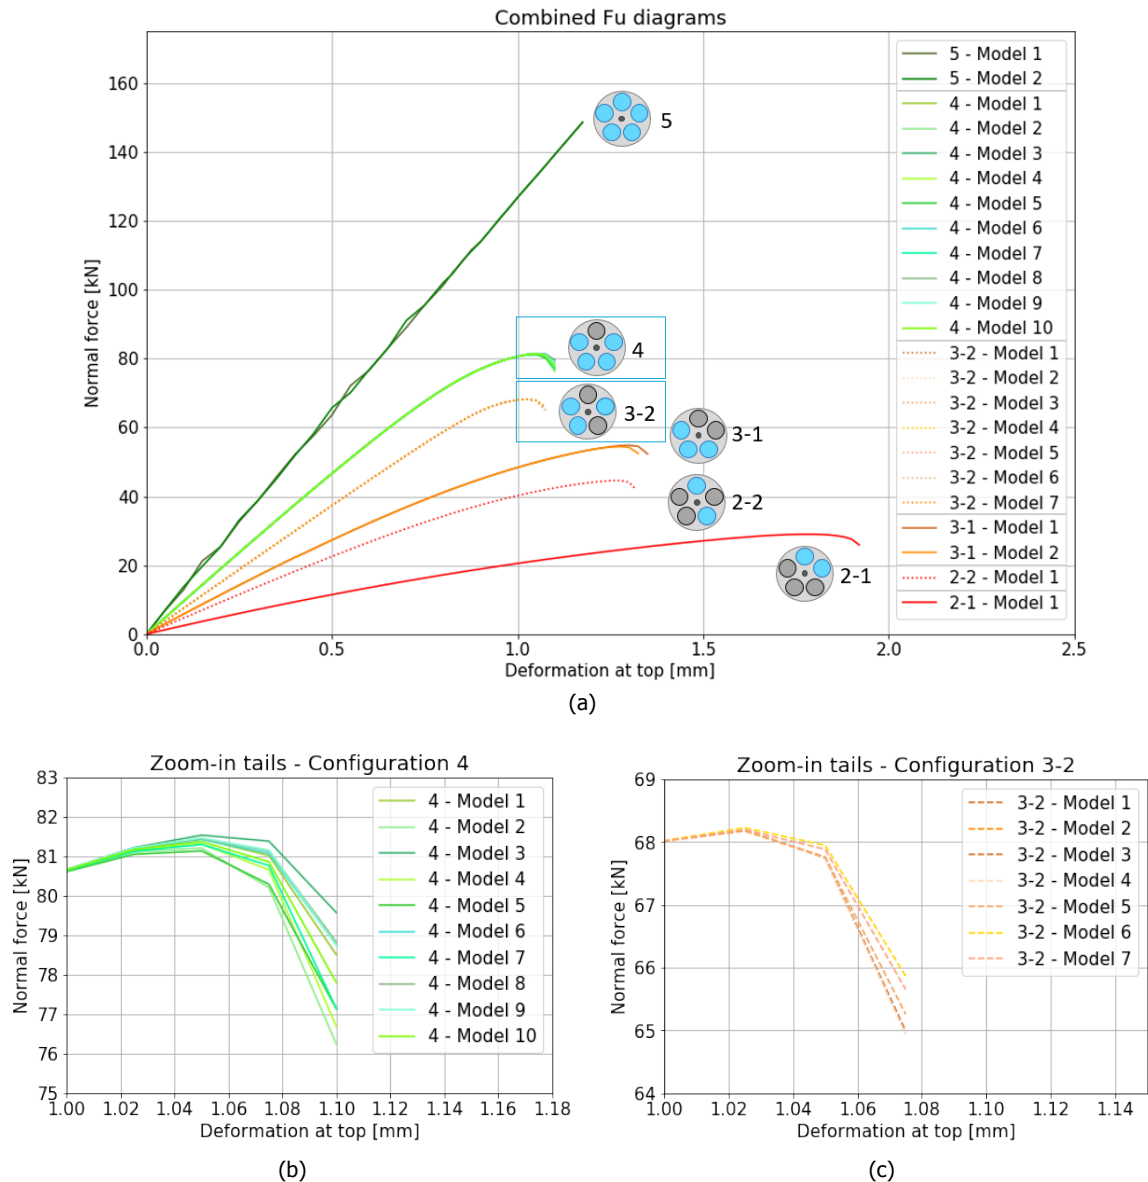 Combined Fu diagrams
Normal force [kN]
160
140
120
100
80
60
40
20
0
0.0
0.5
1.0
1.5
2.0
2.5
Deformation at top [mm]
5
4
3-2
3-1
2-2
2-1
5 - Model 1
5 - Model 2
4 - Model 1
4 - Model 2
4 - Model 3
4 - Model 4
4 - Model 5
4 - Model 6
4 - Model 7
4 - Model 8
4 - Model 9
4 - Model 10
3-2 - Model 1
3-2 - Model 2
3-2 - Model 3
3-2 - Model 4
3-2 - Model 5
3-2 - Model 6
3-2 - Model 7
3-1 - Model 1
3-1 - Model 2
2-2 - Model 1
2-1 - Model 1
(a)
Zoom-in tails - Configuration 4
Normal force [kN]
83
82
81
80
79
78
77
76
75
1.00
1.02
1.04
1.06
1.08
1.10
1.12
1.14
1.16
1.18
Deformation at top [mm]
4 - Model 1
4 - Model 2
4 - Model 3
4 - Model 4
4 - Model 5
4 - Model 6
4 - Model 7
4 - Model 8
4 - Model 9
4 - Model 10
(b)
Zoom-in tails - Configuration 3-2
Normal force [kN]
69
68
67
66
65
64
1.00
1.02
1.04
1.06
1.08
1.10
1.12
1.14
Deformation at top [mm]
3-2 - Model 1
3-2 - Model 2
3-2 - Model 3
3-2 - Model 4
3-2 - Model 5
3-2 - Model 6
3-2 - Model 7
(c)